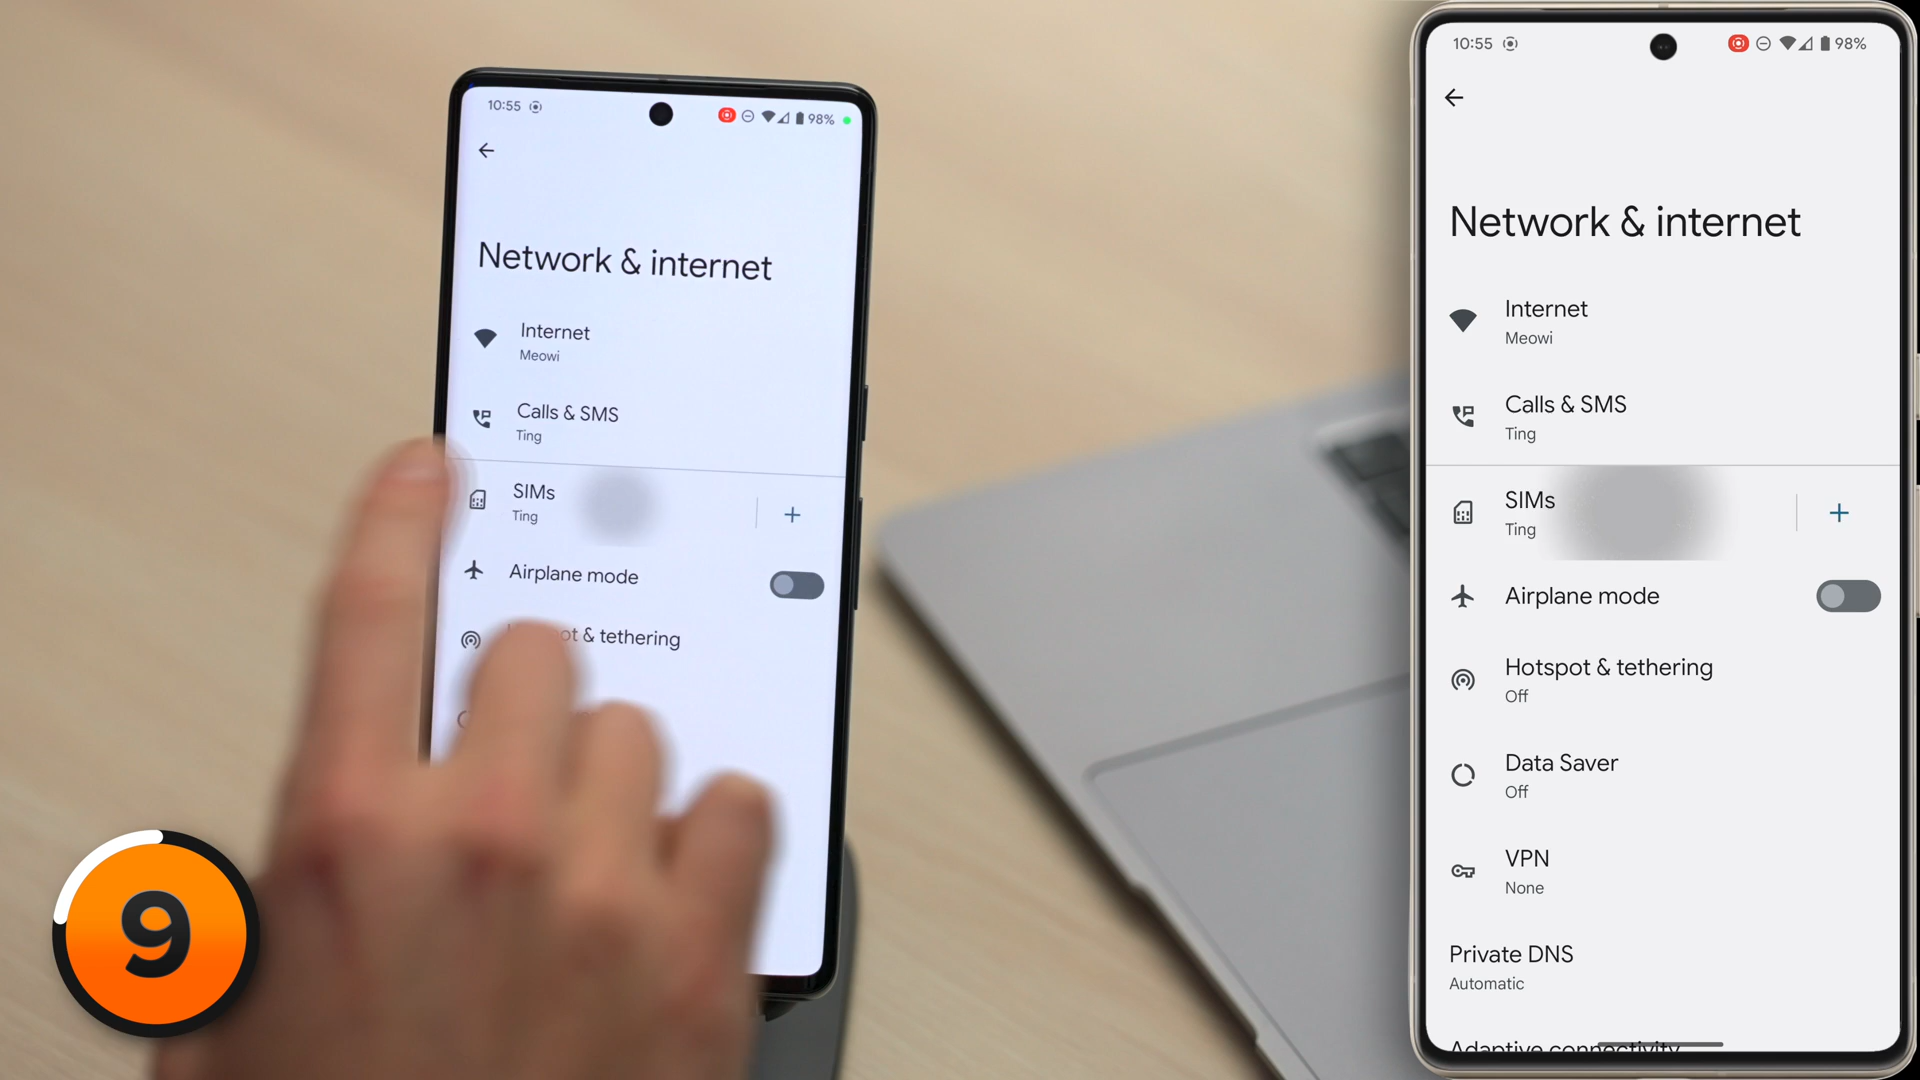 10:55
98%
Network & internet
Internet
Meowi
Calls & SMS
Ting
SIMs
Ting
Airplane mode
& tethering
9
10:55
98%
Network & internet
Internet
Meowi
Calls & SMS
Ting
SIMs
Ting
Airplane mode
Hotspot & tethering
Off
Data Saver
Off
VPN
None
Private DNS
Automatic
Adaptive connectivity